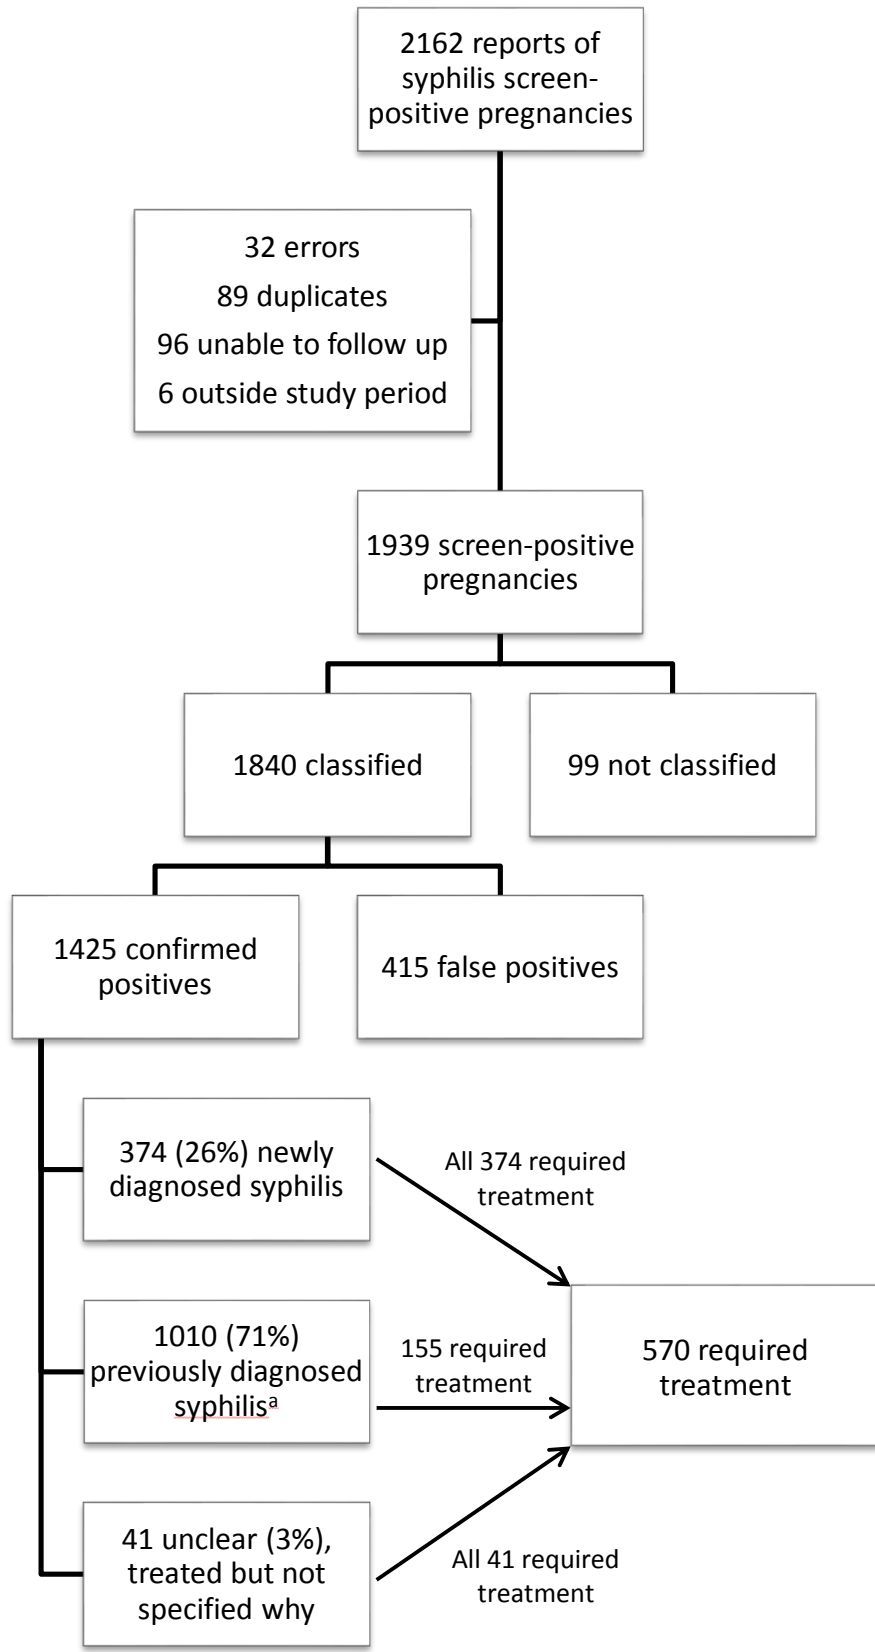 2162 reports of
syphilis screen-
positive pregnancies
32 errors
89 duplicates
96 unable to follow up
6 outside study period
1939 screen-positive
pregnancies
1840 classified
99 not classified
1425 confirmed
positives
415 false positives
374 (26%) newly
diagnosed syphilis
All 374 required
treatment
1010 (71%)
previously diagnosed
syphilisᵃ
155 required
treatment
570 required
treatment
41 unclear (3%),
treated but not
specified why
All 41 required
treatment